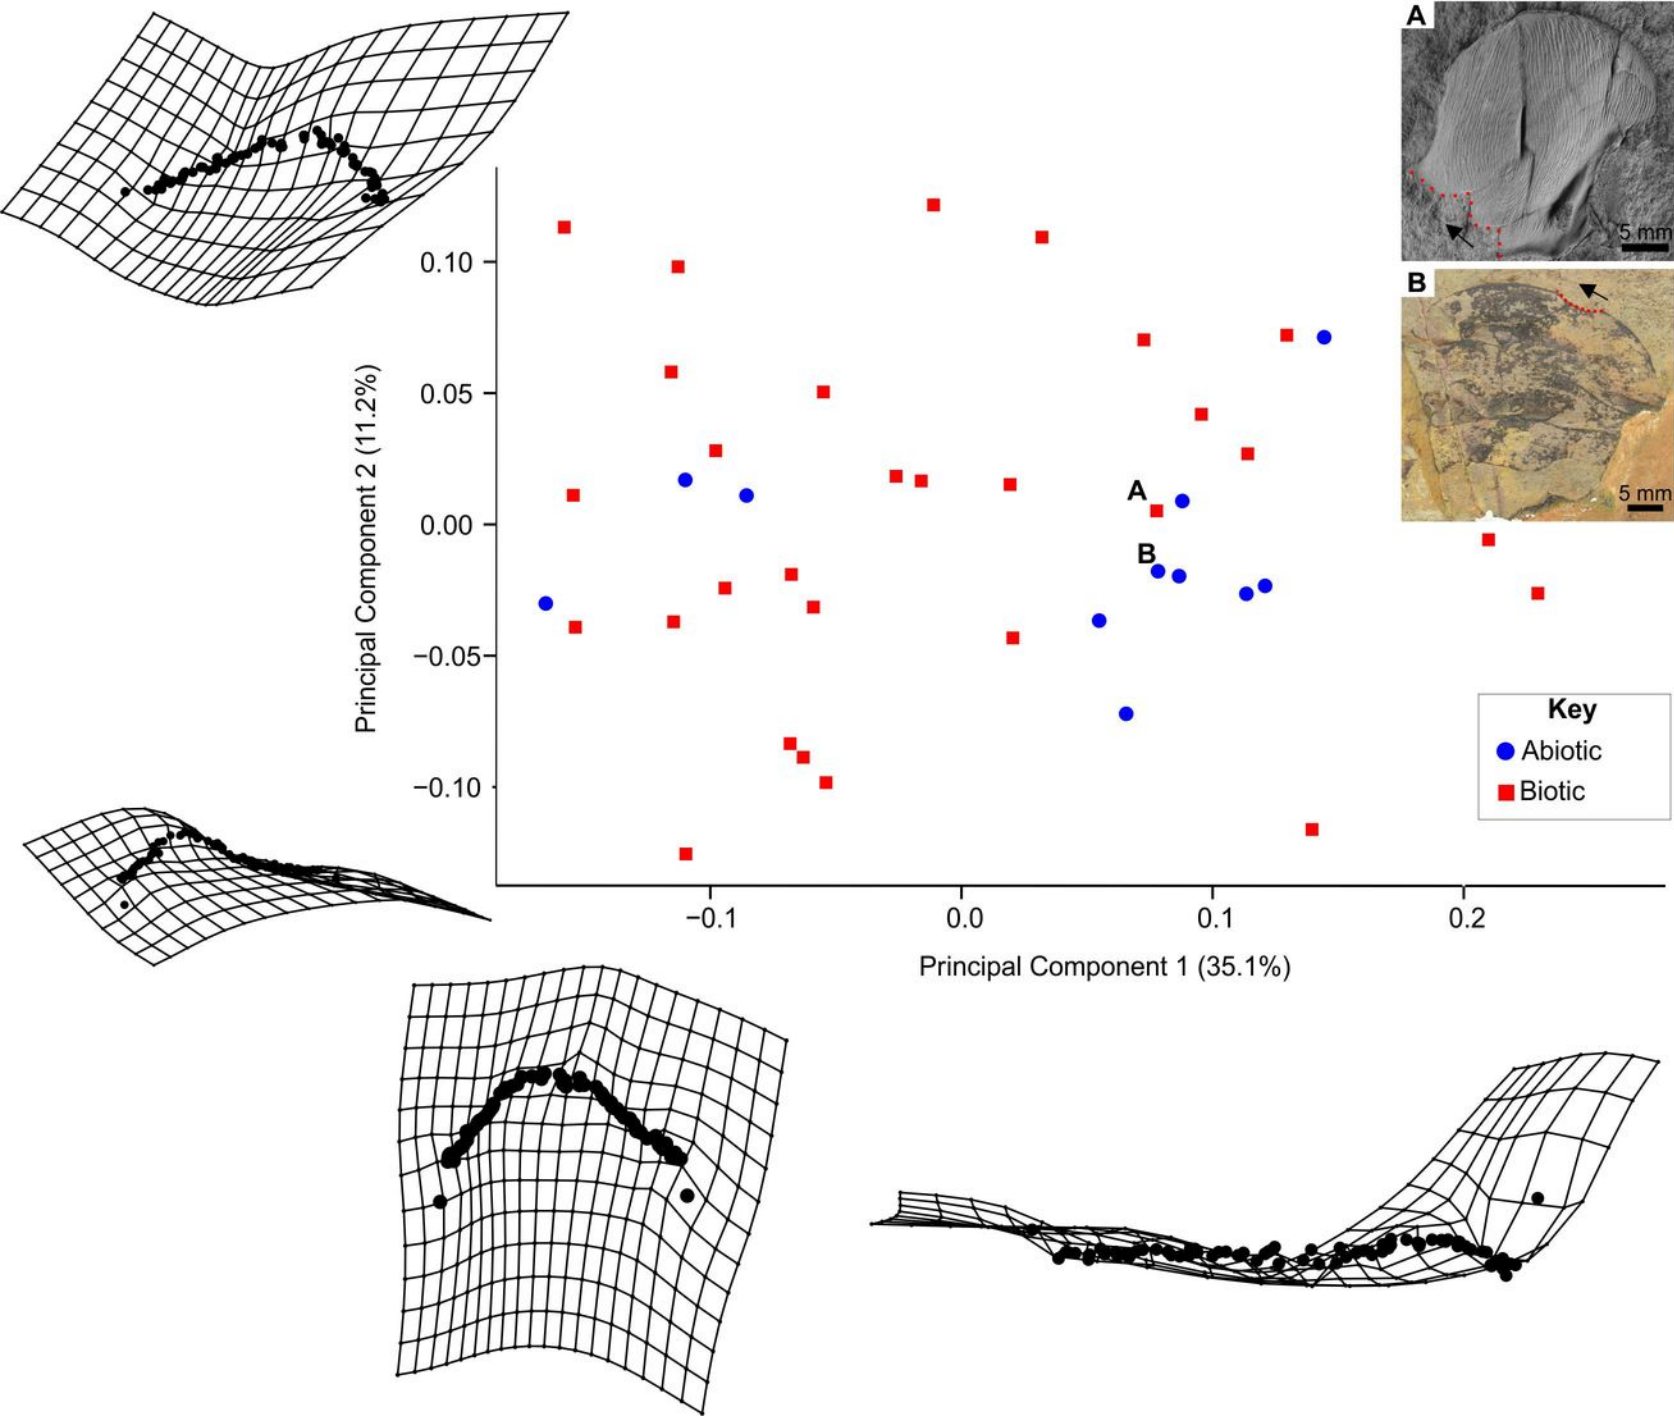 A
5 mm
B
5 mm
0.10
0.05
0.00
−0.05
−0.10
Principal Component 2 (11.2%)
A
B
Key
Abiotic
Biotic
−0.1
0.0
0.1
0.2
Principal Component 1 (35.1%)